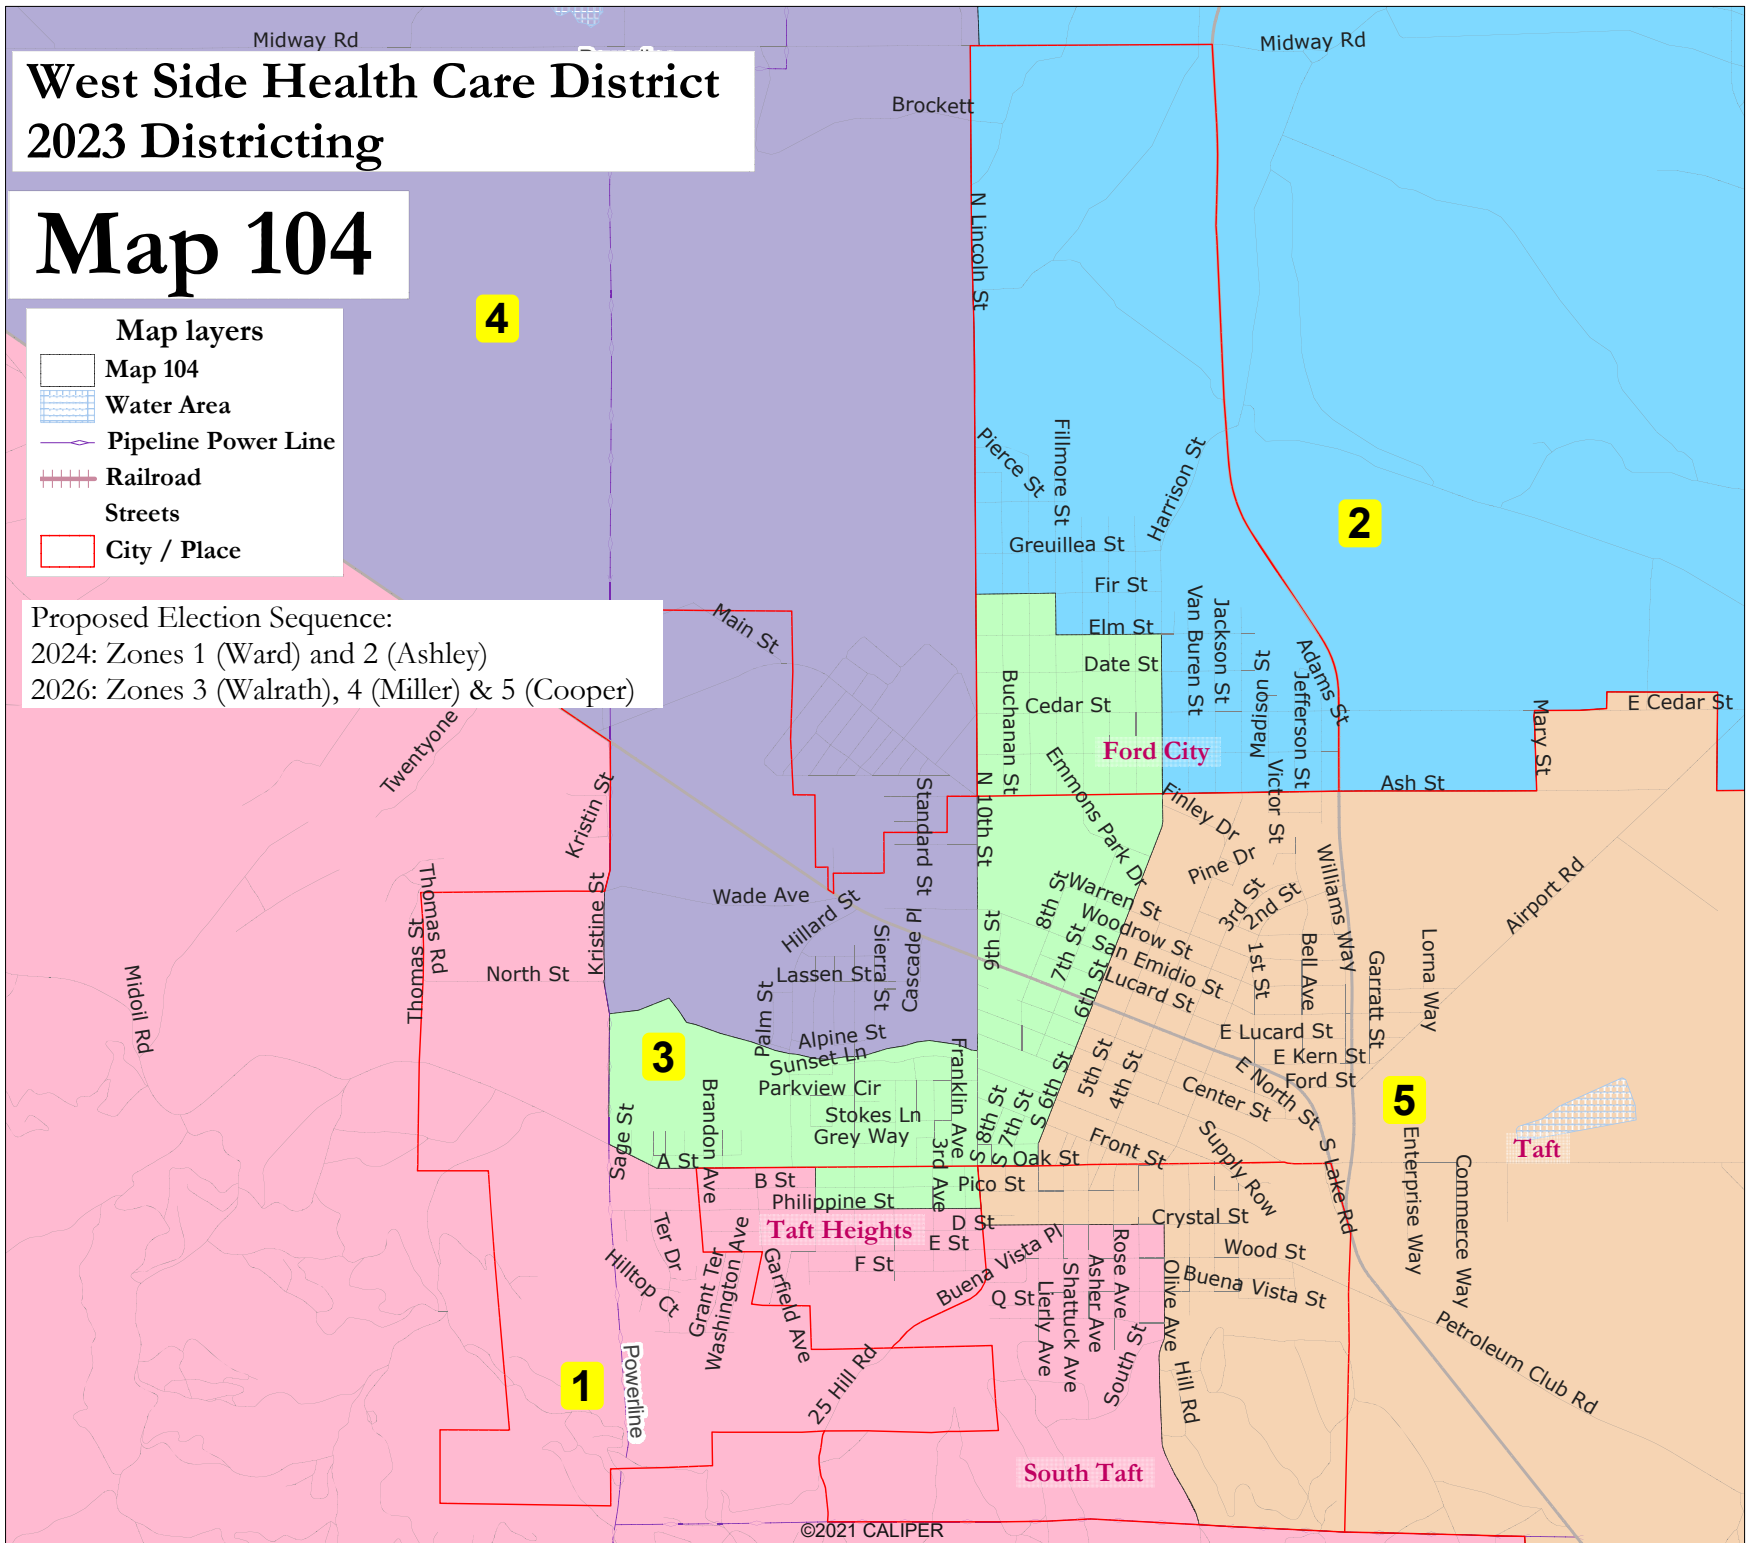 Midway Rd
Midway Rd
West Side Health Care District
2023 Districting
Brockett
Map 104
N Lincoln St
4
Map layers
Map 104
Water Area
Pipeline Power Line
Railroad
Streets
City / Place
Pierce St
Fillmore St
Harrison St
2
Greuillea St
Fir St
Proposed Election Sequence:
2024: Zones 1 (Ward) and 2 (Ashley)
2026: Zones 3 (Walrath), 4 (Miller) & 5 (Cooper)
Main St
Elm St
Van Buren St
Jackson St
Madison St
Adams St
Jefferson St
Date St
Buchanan St
Cedar St
Mary St
E Cedar St
Twentyone
Ford City
Emmons Park Dr
Kristin St
Standard St
N 10th St
Finley Dr
Victor St
Ash St
Thomas Rd
Thomas St
Kristine St
Wade Ave
Hillard St
Sierra St
Cascade Pl
9th St
8th St
7th St
6th St
Warren St
Woodrow St
San Emidio St
Lucard St
Pine Dr
3rd St
2nd St
1st St
Bell Ave
Williams Way
Garratt St
Lorna Way
Airport Rd
Midoil Rd
North St
Lassen St
Palm St
Alpine St
Sunset Ln
3
Parkview Cir
Stokes Ln
Grey Way
Franklin Ave
S 8th St
S 7th St
S 6th St
5th St
4th St
E Lucard St
E Kern St
Ford St
E North St
Center St
5
Sage St
Brandon Ave
A St
3rd Ave
Oak St
Front St
Supply Row
S Lake Rd
Enterprise Way
Commerce Way
Taft
B St
Philippine St
Pico St
Taft Heights
D St
E St
F St
Crystal St
Wood St
Buena Vista St
Ter Dr
Hilltop Ct
Grant Ter
Washington Ave
Garfield Ave
Buena Vista Pl
Q St
Lierly Ave
Shattuck Ave
Asher Ave
Rose Ave
South St
Olive Ave
Hill Rd
Petroleum Club Rd
1
Powerline
25 Hill Rd
South Taft
©2021 CALIPER